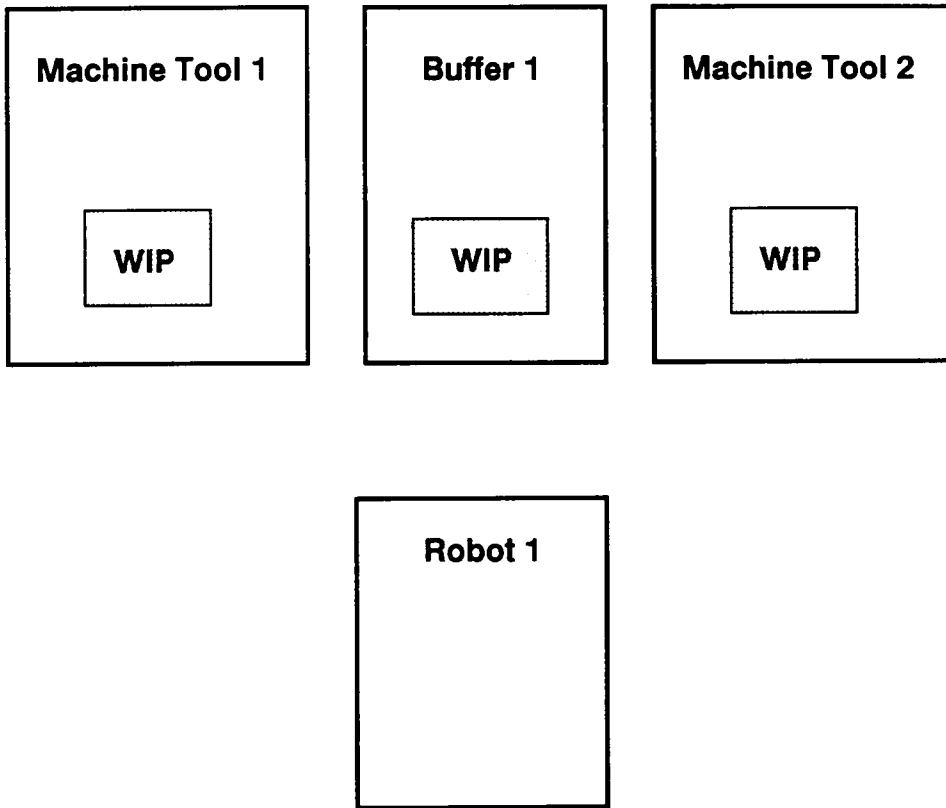 Machine Tool 1
Buffer 1
Machine Tool 2
WIP
WIP
WIP
Robot 1